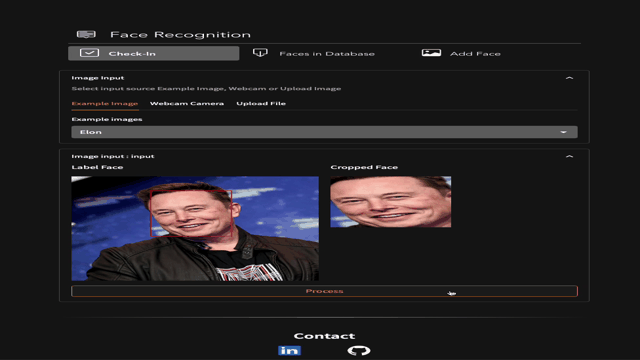 Face Recognition
Check-In
Faces in Database
Add Face
Image Input
Select input source Example Image, Webcam or Upload Image
Example Image Webcam Camera Upload File
Example images
Elon
Image input : input
Label Face
Cropped Face
Process
Contact
in